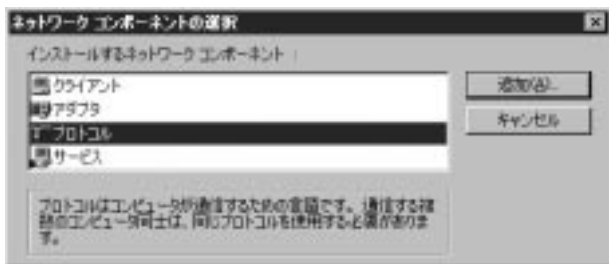 ネットワーク コンポーネントの選択
インストールするネットワーク コンポーネント :
クライアント
アダプタ
プロトコル
サービス
追加(A)...
キャンセル
プロトコルはコンピュータが通信するための言語です。通信する複
数のコンピュータ同士は、同じプロトコルを使用する必要がありま
す。